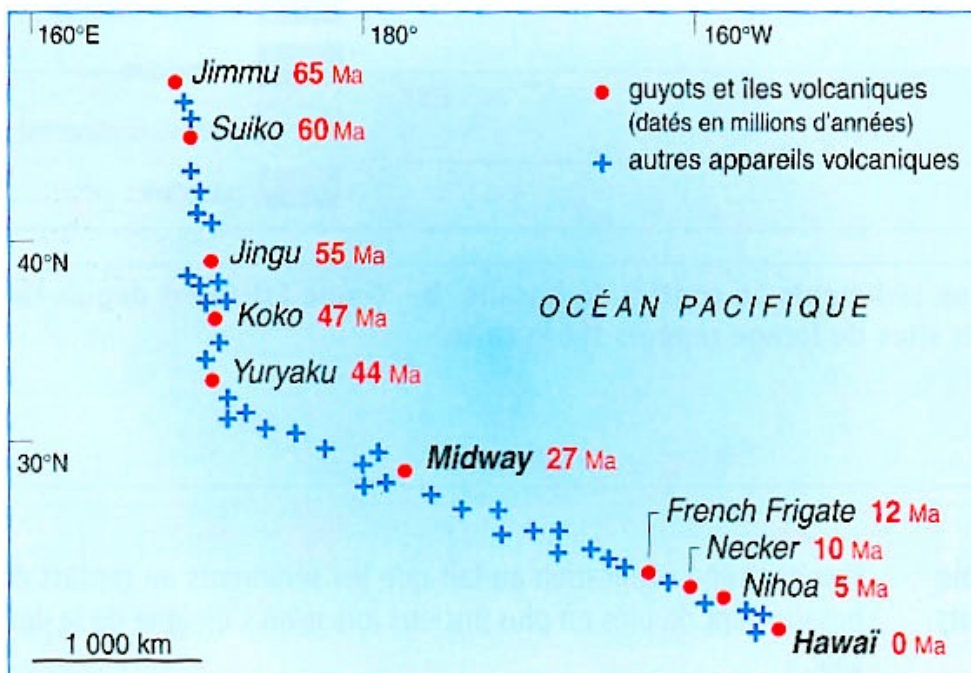 160°E
180°
160°W
Jimmu 65 Ma
guyots et îles volcaniques
(datés en millions d'années)
Suiko 60 Ma
autres appareils volcaniques
40°N
Jingu 55 Ma
OCÉAN PACIFIQUE
Koko 47 Ma
Yuryaku 44 Ma
30°N
Midway 27 Ma
French Frigate 12 Ma
Necker 10 Ma
Nihoa 5 Ma
Hawaï 0 Ma
1 000 km